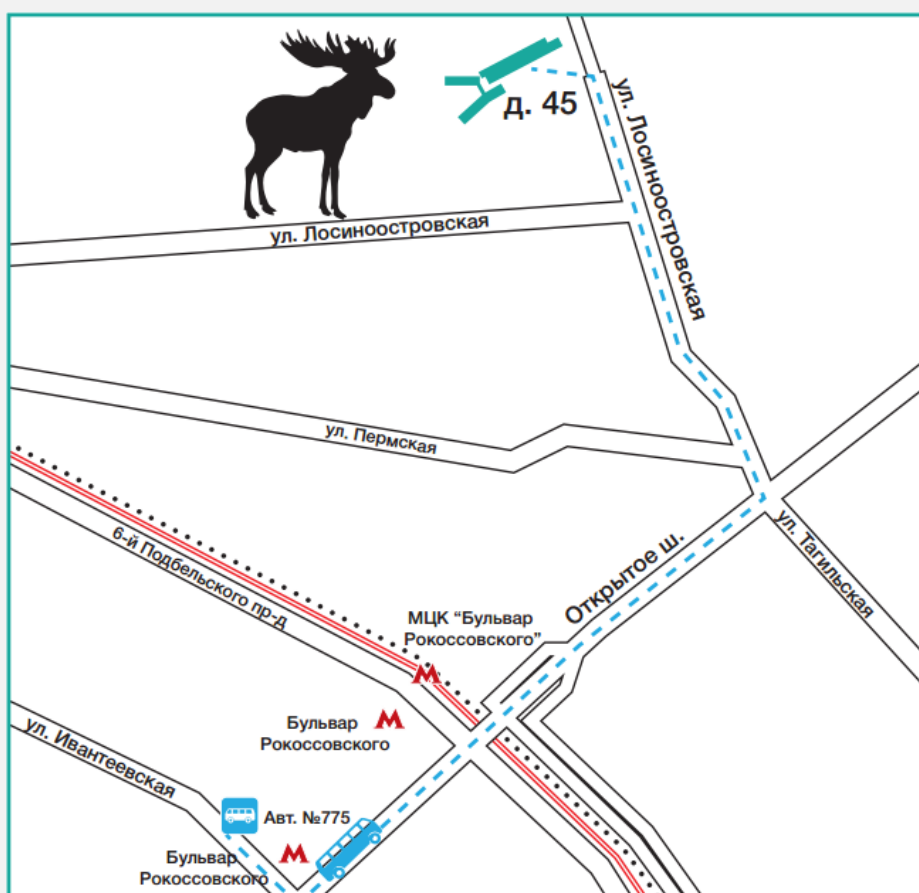 д. 45
ул. Лосиноостровская
ул. Лосиноостровская
ул. Пермская
Открытое ш.
ул. Тагильская
6-й Подбельского пр-д
МЦК “Бульвар
Рокоссовского”
Бульвар
Рокоссовского
ул. Ивантеевская
Авт. №775
Бульвар
Рокоссовского